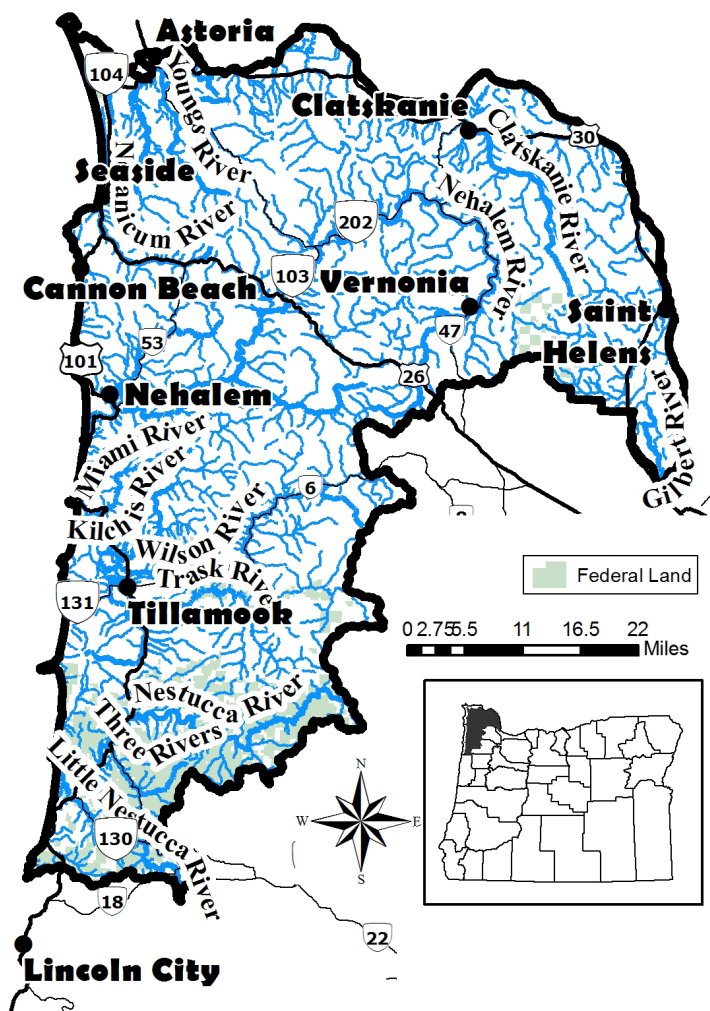 Astoria
104
Youngs River
Clatskanie
30
Clatskanie River
Seaside
Necanicum River
Nehalem River
202
103
Vernonia
Cannon Beach
Saint
Helens
47
53
101
26
Nehalem
Miami River
Gilbert River
Kilchis River
6
Wilson River
Trask River
Federal Land
131
Tillamook
0 2.75 5.5 11 16.5 22
Miles
Nestucca River
Three Rivers
Little Nestucca River
N
W E
S
130
18
22
Lincoln City